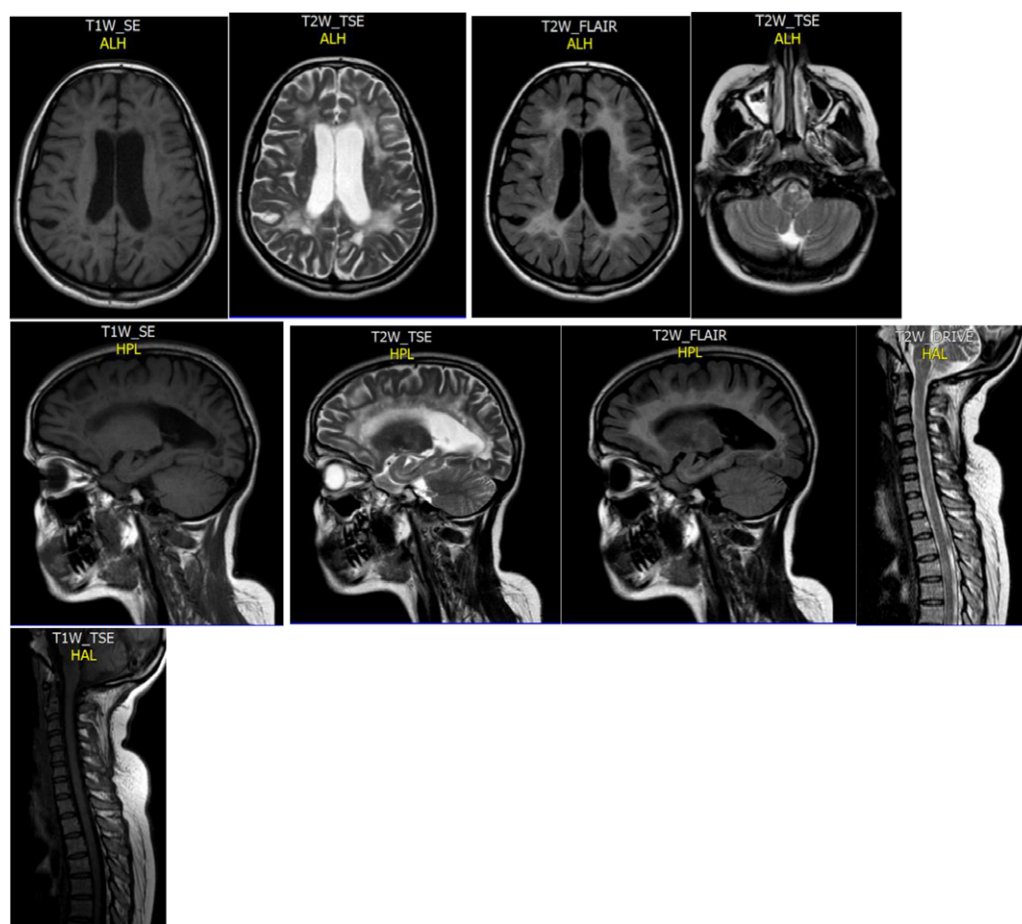 T1W_SE
ALH
T2W_TSE
ALH
T2W_FLAIR
ALH
T2W_TSE
ALH
T1W_SE
HPL
T2W_TSE
HPL
T2W_FLAIR
HPL
T2W_DRIVE
HAL
T1W_TSE
HAL